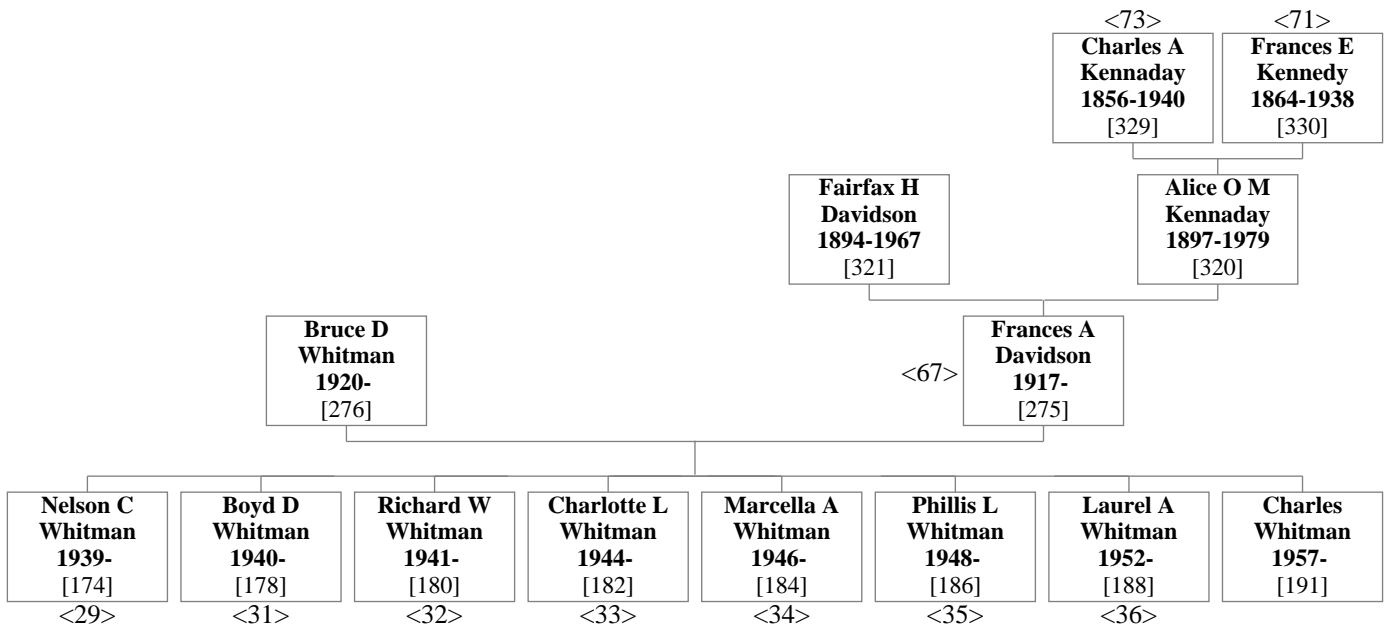 <73>
Charles A
Kennaday
1856-1940
[329]
<71>
Frances E
Kennedy
1864-1938
[330]
Fairfax H
Davidson
1894-1967
[321]
Alice O M
Kennaday
1897-1979
[320]
Bruce D
Whitman
1920-
[276]
<67>
Frances A
Davidson
1917-
[275]
Nelson C
Whitman
1939-
[174]
<29>
Boyd D
Whitman
1940-
[178]
<31>
Richard W
Whitman
1941-
[180]
<32>
Charlotte L
Whitman
1944-
[182]
<33>
Marcella A
Whitman
1946-
[184]
<34>
Phillis L
Whitman
1948-
[186]
<35>
Laurel A
Whitman
1952-
[188]
<36>
Charles
Whitman
1957-
[191]